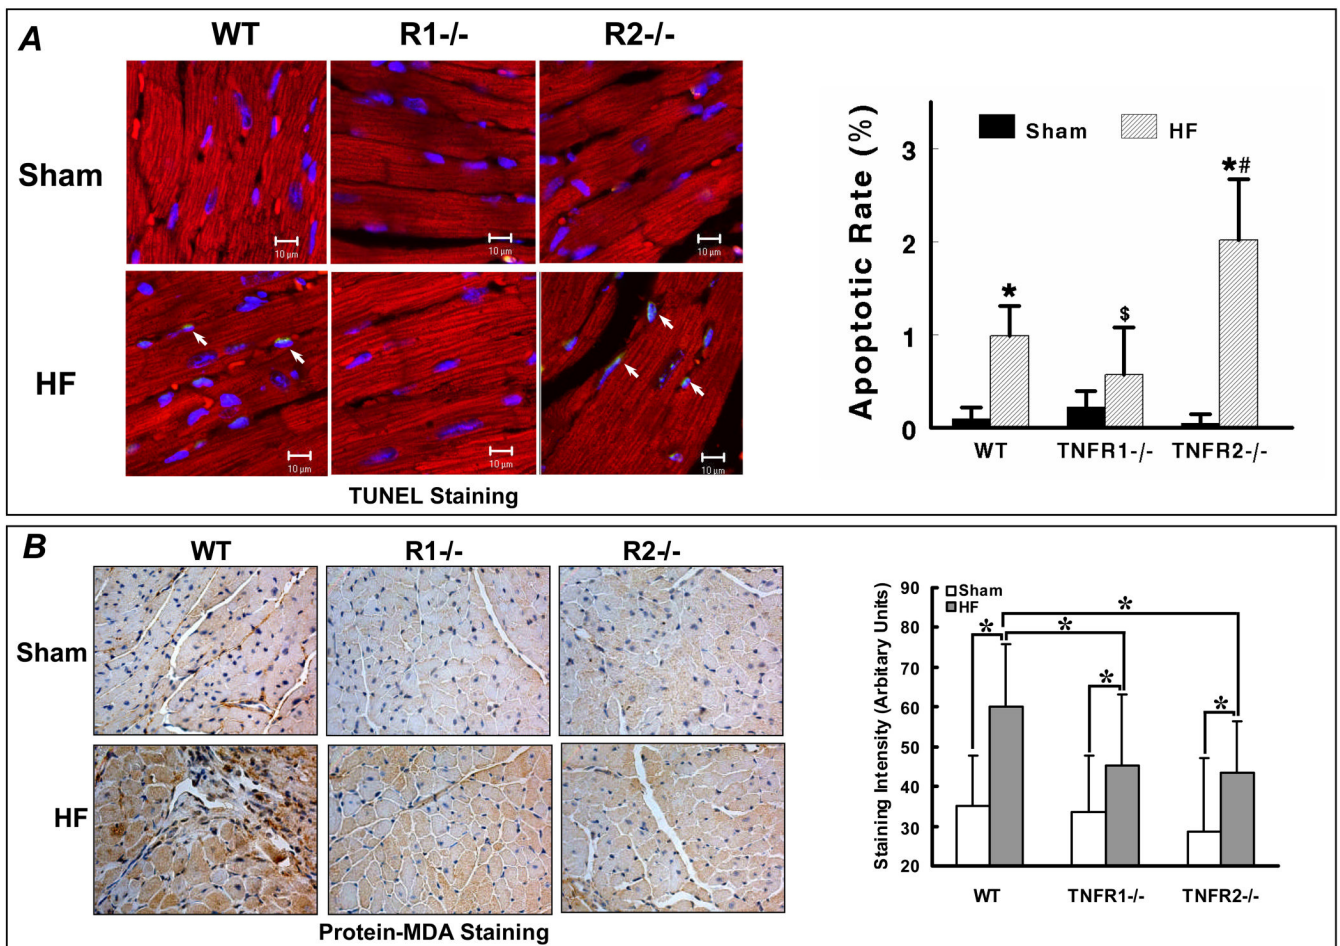 A
WT R1-/- R2-/-
Sham
10 μm 10 μm 10 μm
HF
10 μm 10 μm 10 μm
TUNEL Staining
Apoptotic Rate (%)
Sham HF
3
2
1
0
* $ *#
WT TNFR1-/- TNFR2-/-
B
WT R1-/- R2-/-
Sham
HF
Protein-MDA Staining
Staining Intensity (Arbitary Units)
Sham
HF
90
80
70
60
50
40
30
20
* * * * *
WT TNFR1-/- TNFR2-/-